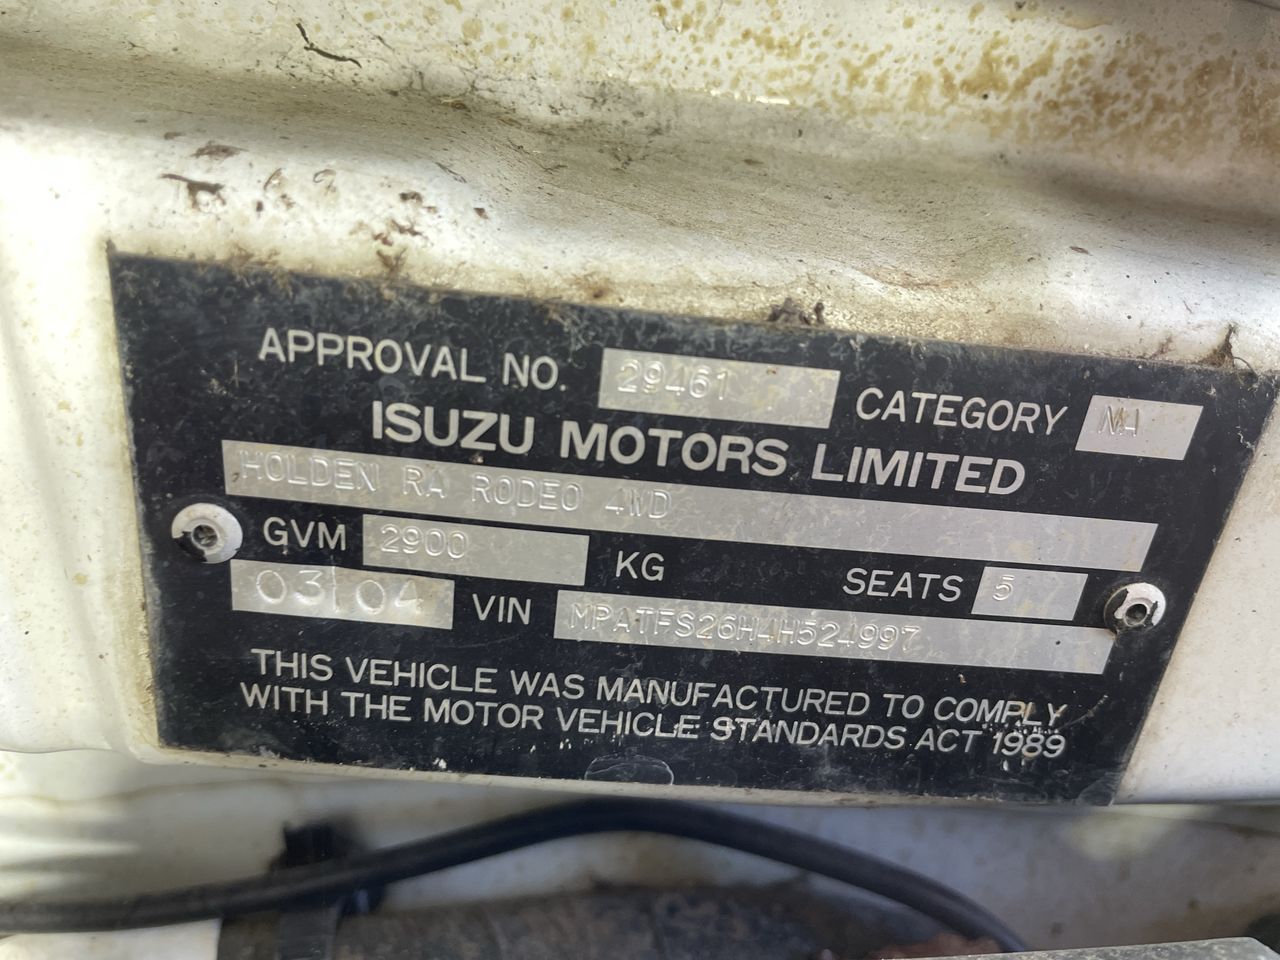 APPROVAL NO. 29461 CATEGORY NA
ISUZU MOTORS LIMITED
HOLDEN RA RODEO 4WD
GVM 2900 KG SEATS 5
03/04 VIN MPATFS26H4H524997
THIS VEHICLE WAS MANUFACTURED TO COMPLY
WITH THE MOTOR VEHICLE STANDARDS ACT 1989